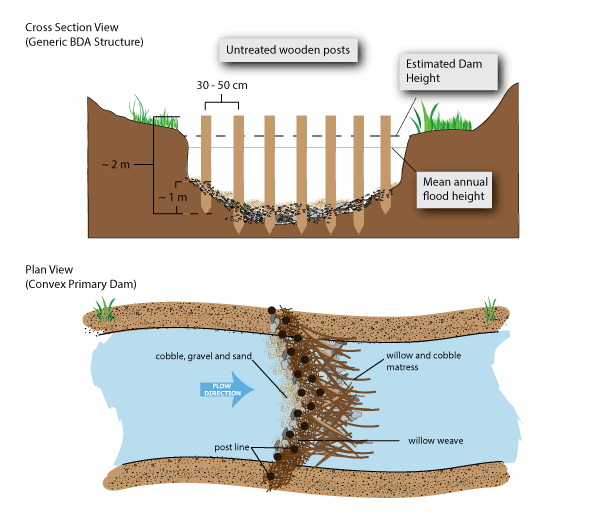 Cross Section View
(Generic BDA Structure)
Untreated wooden posts
Estimated Dam
Height
30 - 50 cm
~ 2 m
~ 1 m
Mean annual
flood height
Plan View
(Convex Primary Dam)
cobble, gravel and sand
willow and cobble
matress
FLOW
DIRECTION
post line
willow weave